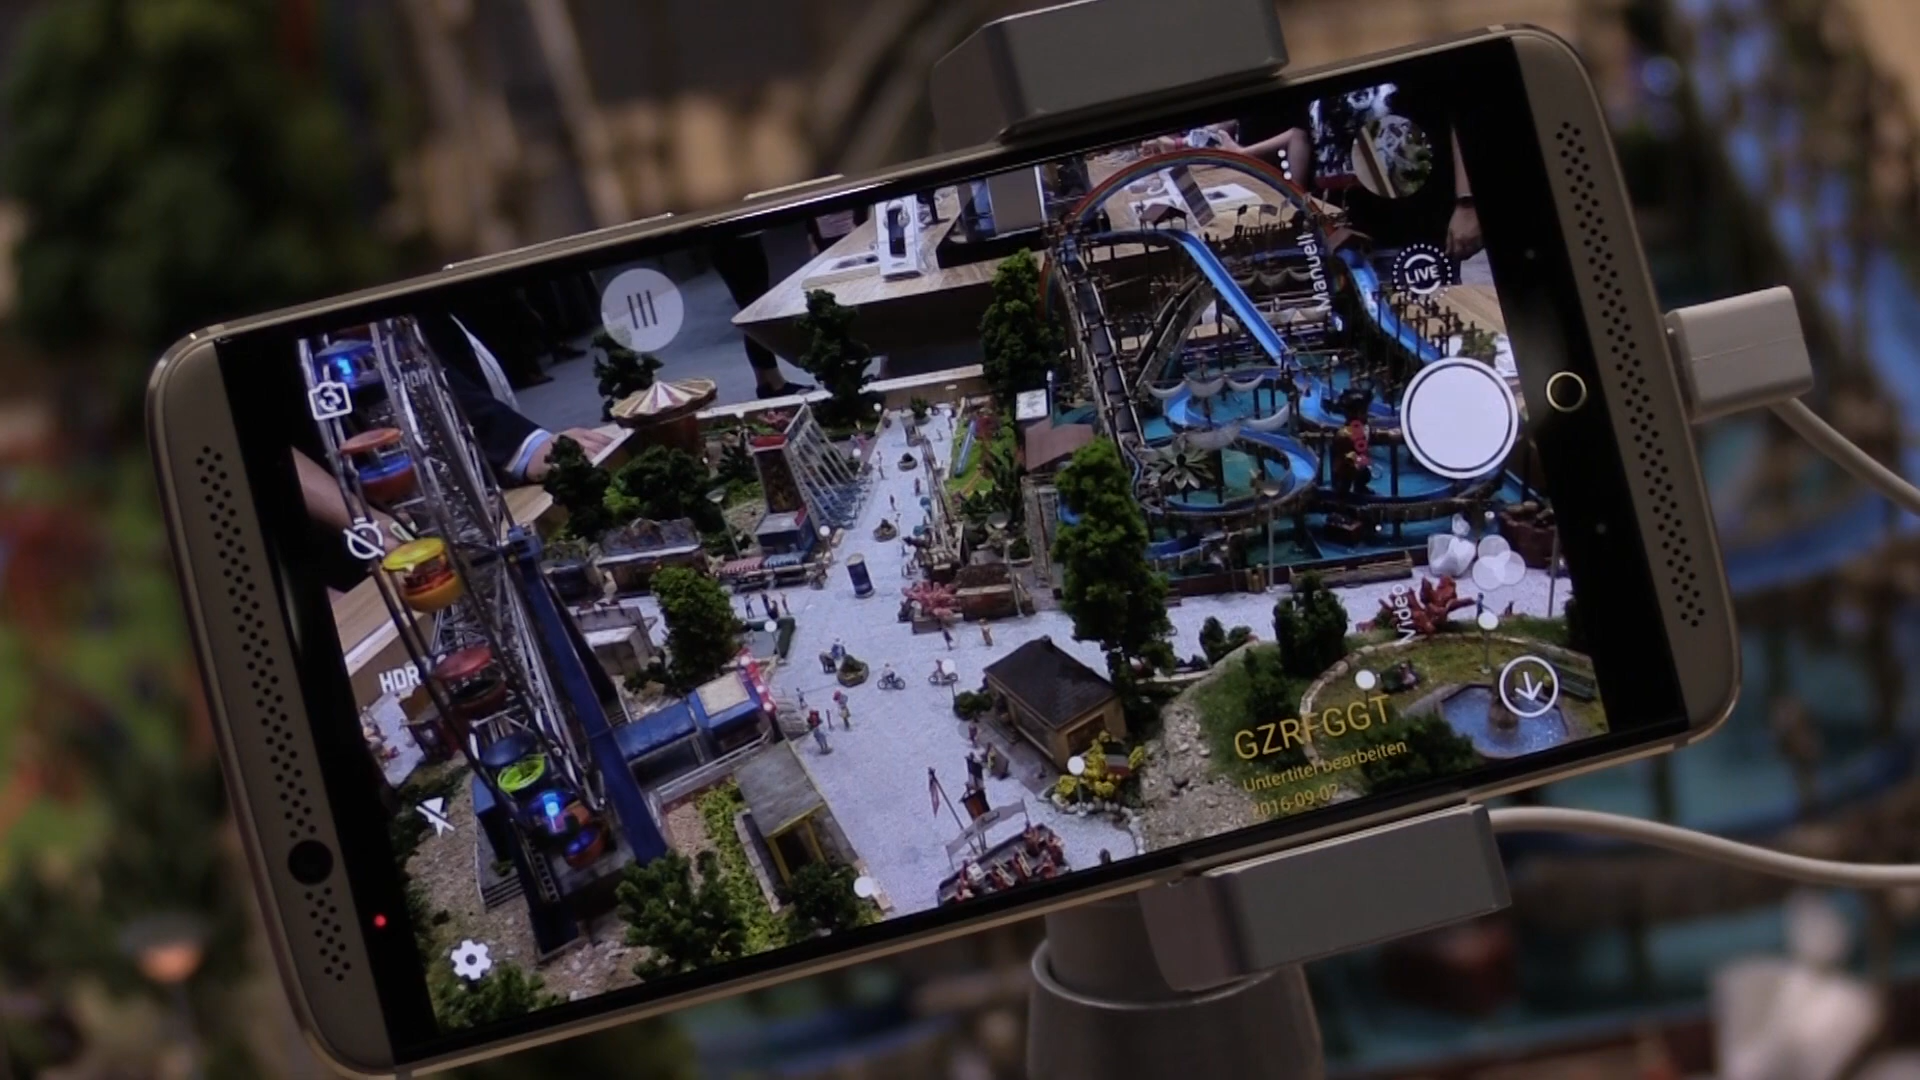 Manuell
LIVE
HDR
Video
GZRFGGT
Untertitel bearbeiten
2016-09-02